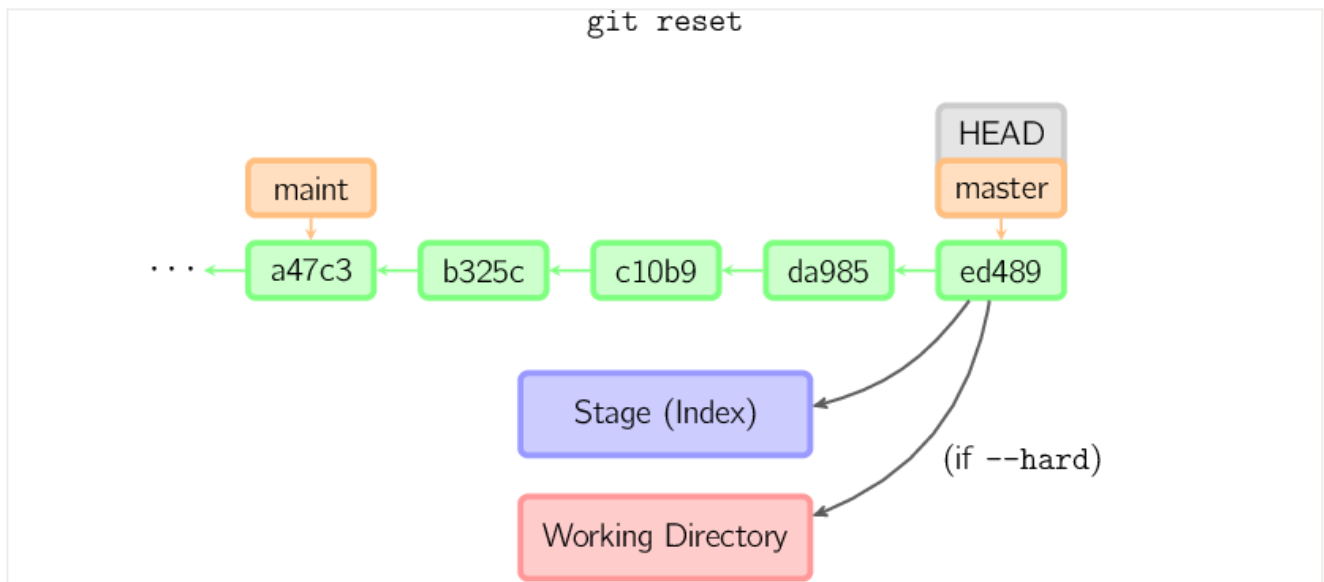 git reset
HEAD
maint
master
...
a47c3
b325c
c10b9
da985
ed489
Stage (Index)
(if --hard)
Working Directory